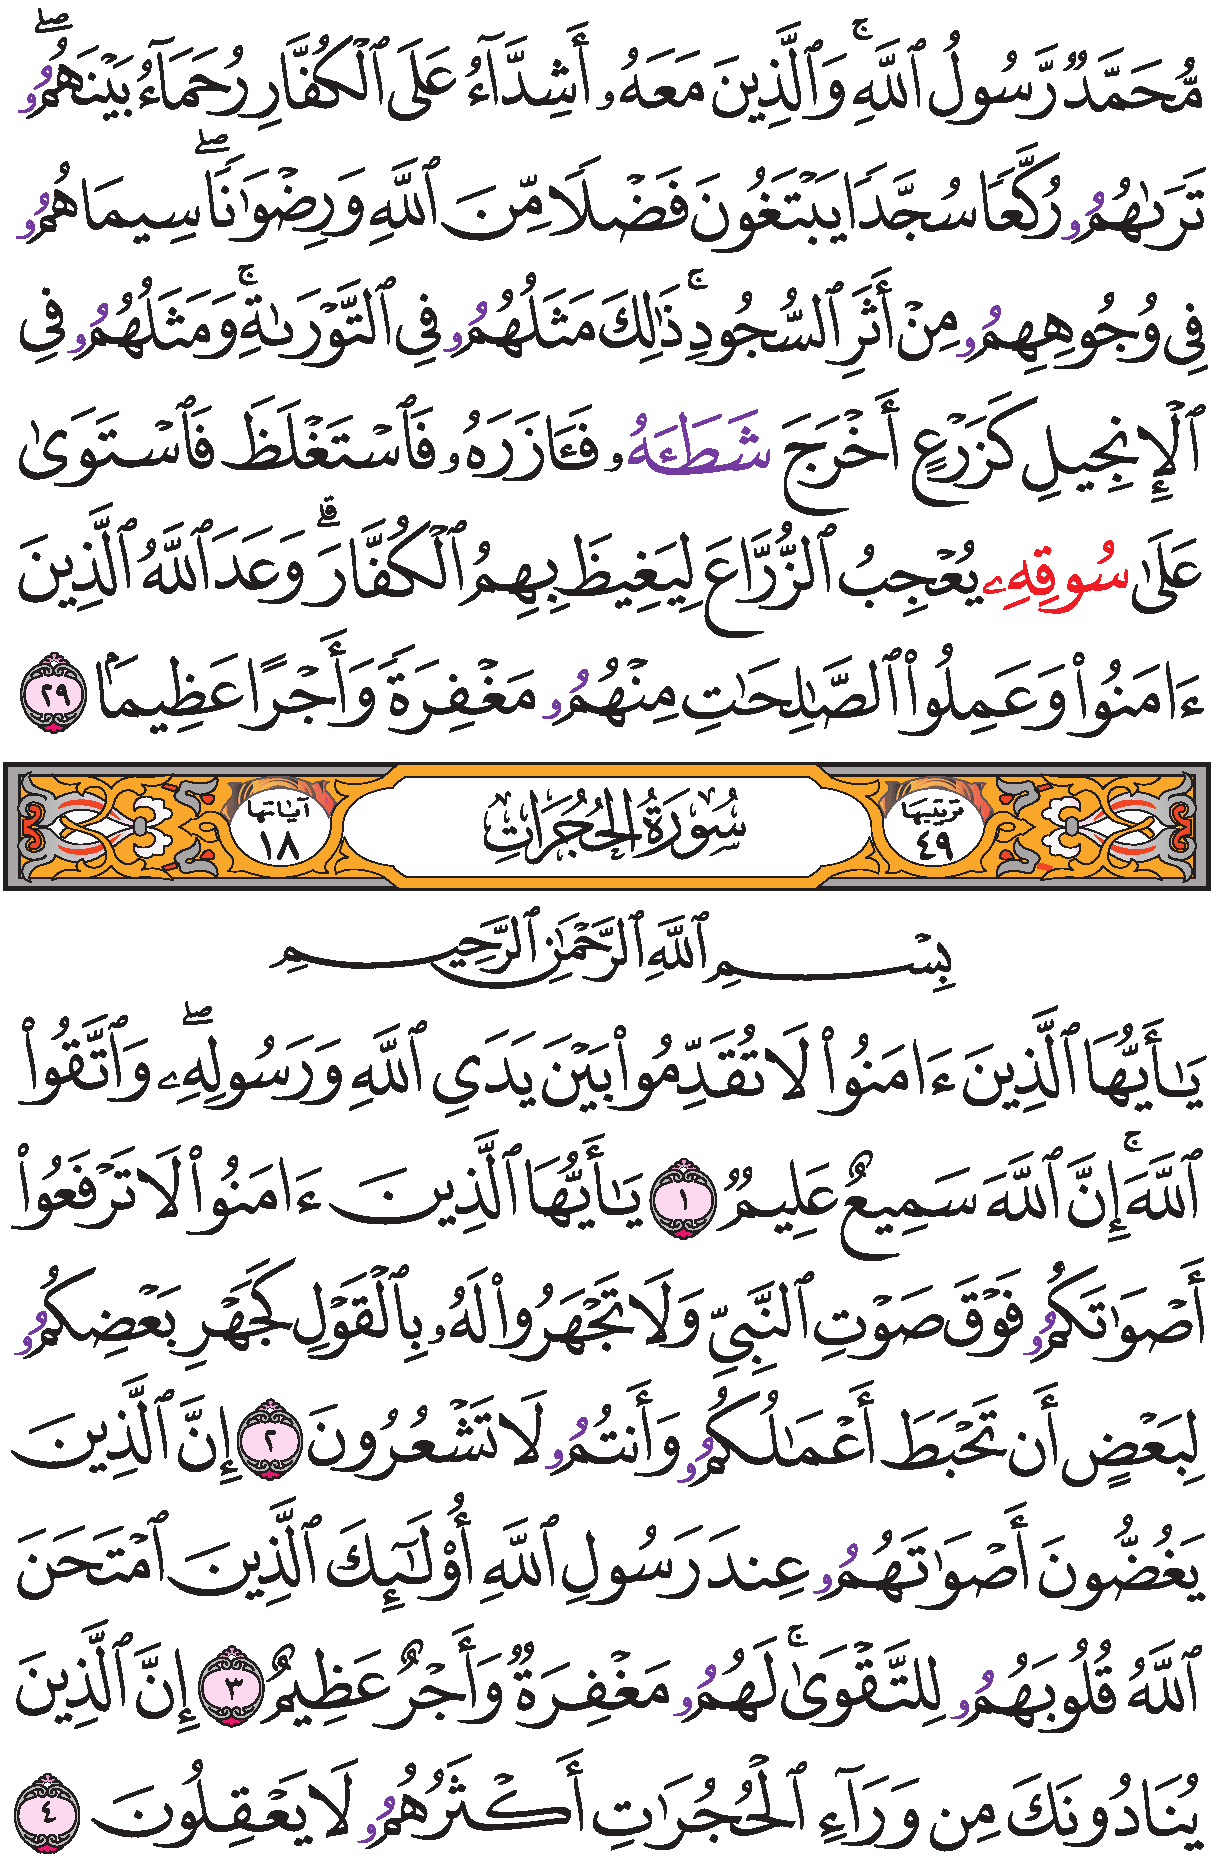 مُّحَمَّدٌ رَّسُولُ ٱللَّهِۚ وَٱلَّذِينَ مَعَهُۥ أَشِدَّآءُ عَلَى ٱلۡكُفَّارِ رُحَمَآءُ بَيۡنَهُمُۥۖ
تَرَىٰهُمُۥ رُكَّعٗا سُجَّدٗا يَبۡتَغُونَ فَضۡلٗا مِّنَ ٱللَّهِ وَرِضۡوَٰنٗاۖ سِيمَاهُمُۥ
فِي وُجُوهِهِمُۥ مِنۡ أَثَرِ ٱلسُّجُودِۚ ذَٰلِكَ مَثَلُهُمُۥ فِي ٱلتَّوۡرَىٰةِۚ وَمَثَلُهُمُۥ فِي
ٱلۡإِنجِيلِ كَزَرۡعٍ أَخۡرَجَ شَطَـَٔهُۥ فَـَٔازَرَهُۥ فَٱسۡتَغۡلَظَ فَٱسۡتَوَىٰ
عَلَىٰ سُوقِهِۦ يُعۡجِبُ ٱلزُّرَّاعَ لِيَغِيظَ بِهِمُ ٱلۡكُفَّارَۗ وَعَدَ ٱللَّهُ ٱلَّذِينَ
ءَامَنُواْ وَعَمِلُواْ ٱلصَّٰلِحَٰتِ مِنۡهُمُۥ مَغۡفِرَةٗ وَأَجۡرًا عَظِيمَۢا ٢٩
ترتيبها ٤٩ سُورَةُ الحُجُرَاتِ آياتها ١٨
بِسۡمِ ٱللَّهِ ٱلرَّحۡمَٰنِ ٱلرَّحِيمِ
يَٰٓأَيُّهَا ٱلَّذِينَ ءَامَنُواْ لَا تُقَدِّمُواْ بَيۡنَ يَدَيِ ٱللَّهِ وَرَسُولِهِۦۖ وَٱتَّقُواْ
ٱللَّهَۚ إِنَّ ٱللَّهَ سَمِيعٌ عَلِيمٞ ١ يَٰٓأَيُّهَا ٱلَّذِينَ ءَامَنُواْ لَا تَرۡفَعُوٓاْ
أَصۡوَٰتَكُمُۥ فَوۡقَ صَوۡتِ ٱلنَّبِيِّ وَلَا تَجۡهَرُواْ لَهُۥ بِٱلۡقَوۡلِ كَجَهۡرِ بَعۡضِكُمُۥ
لِبَعۡضٍ أَن تَحۡبَطَ أَعۡمَٰلُكُمُۥ وَأَنتُمُۥ لَا تَشۡعُرُونَ ٢ إِنَّ ٱلَّذِينَ
يَغُضُّونَ أَصۡوَٰتَهُمُۥ عِندَ رَسُولِ ٱللَّهِ أُوْلَٰٓئِكَ ٱلَّذِينَ ٱمۡتَحَنَ
ٱللَّهُ قُلُوبَهُمُۥ لِلتَّقۡوَىٰۚ لَهُمُۥ مَغۡفِرَةٞ وَأَجۡرٌ عَظِيمٌ ٣ إِنَّ ٱلَّذِينَ
يُنَادُونَكَ مِن وَرَآءِ ٱلۡحُجُرَٰتِ أَكۡثَرُهُمُۥ لَا يَعۡقِلُونَ ٤